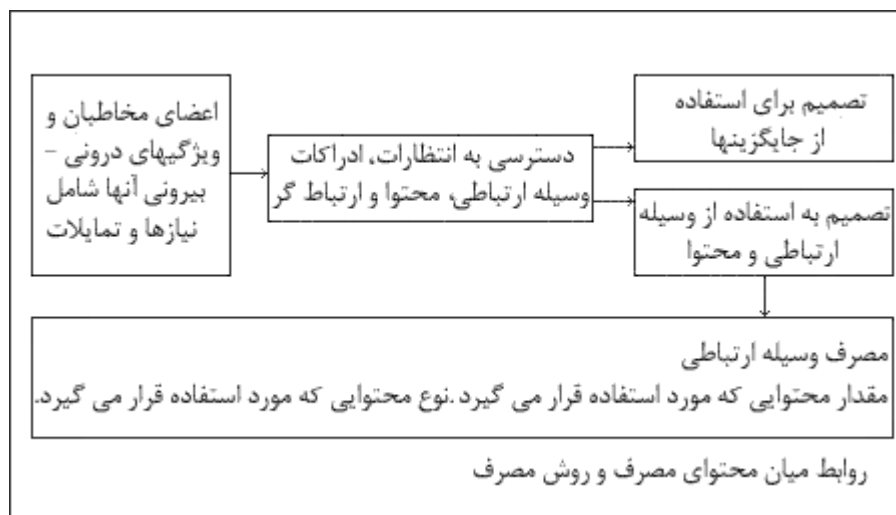 اعضای مخاطبان و
ویژگیهای درونی –
بیرونی آنها شامل
نیازها و تمایلات
دسترسی به انتظارات، ادراکات
وسیله ارتباطی، محتوا و ارتباط گر
تصمیم برای استفاده
از جایگزینها
تصمیم به استفاده از وسیله
ارتباطی و محتوا
مصرف وسیله ارتباطی
مقدار محتوایی که مورد استفاده قرار می گیرد .نوع محتوایی که مورد استفاده قرار می گیرد.
روابط میان محتوای مصرف و روش مصرف